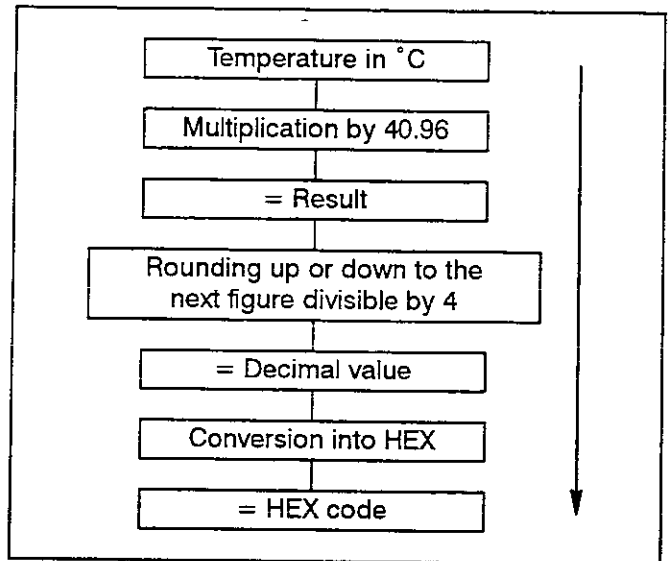 Temperature in °C
Multiplication by 40.96
= Result
Rounding up or down to the
next figure divisible by 4
= Decimal value
Conversion into HEX
= HEX code